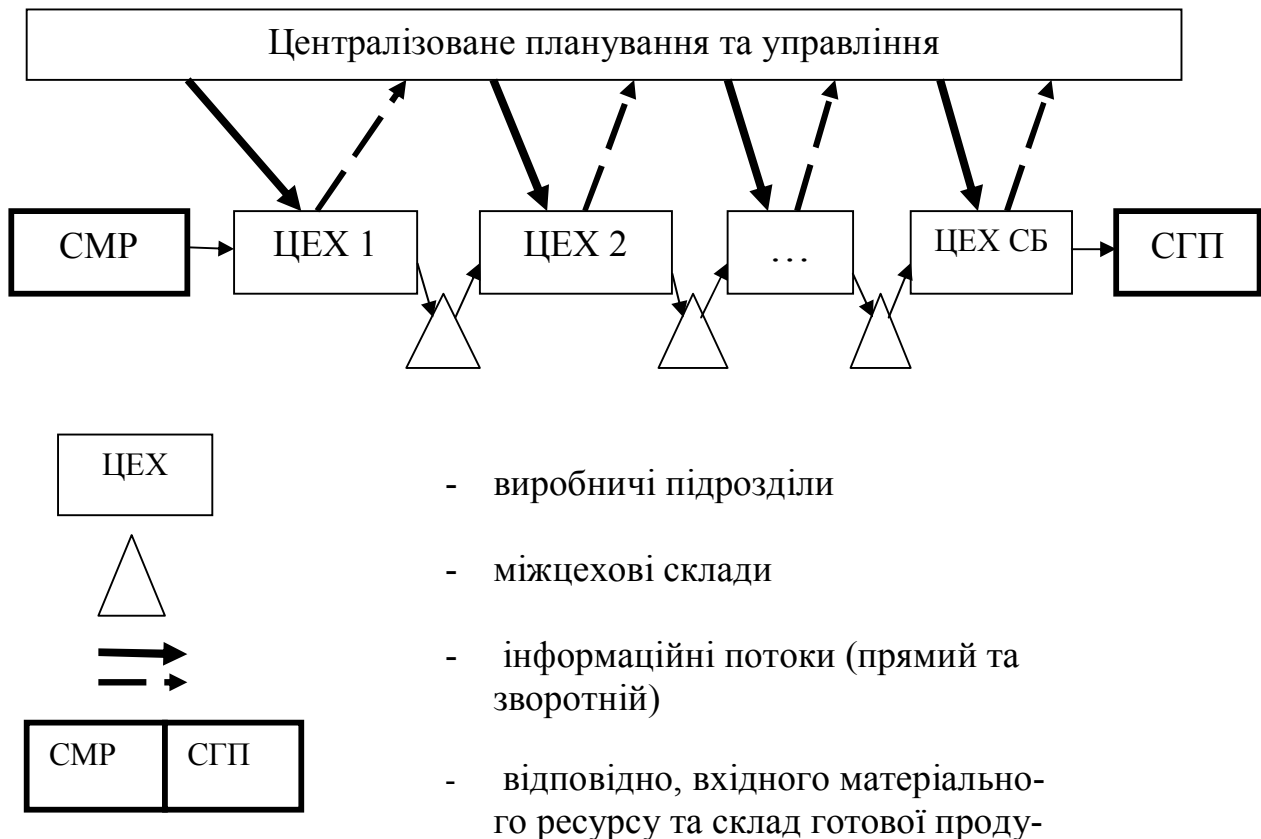 Централізоване планування та управління
СМР
ЦЕХ 1
ЦЕХ 2
…
ЦЕХ СБ
СГП
ЦЕХ
- виробничі підрозділи
- міжцехові склади
- інформаційні потоки (прямий та
зворотній)
СМР СГП
- відповідно, вхідного матеріально-
го ресурсу та склад готової проду-